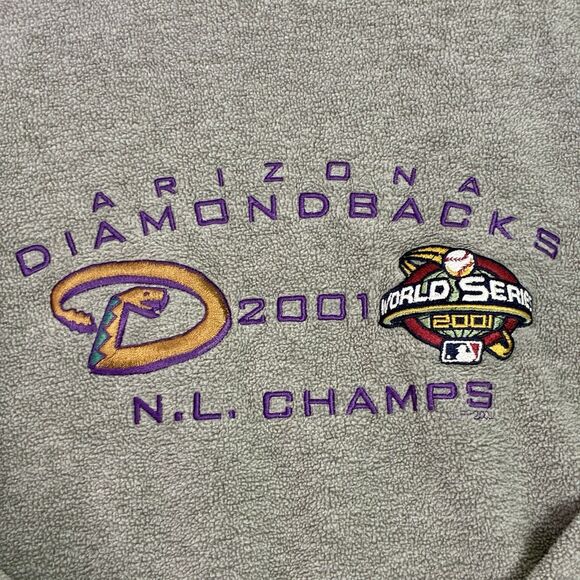 ARIZONA
DIAMONDBACKS
2001
WORLD SERIES
2001
N.L. CHAMPS